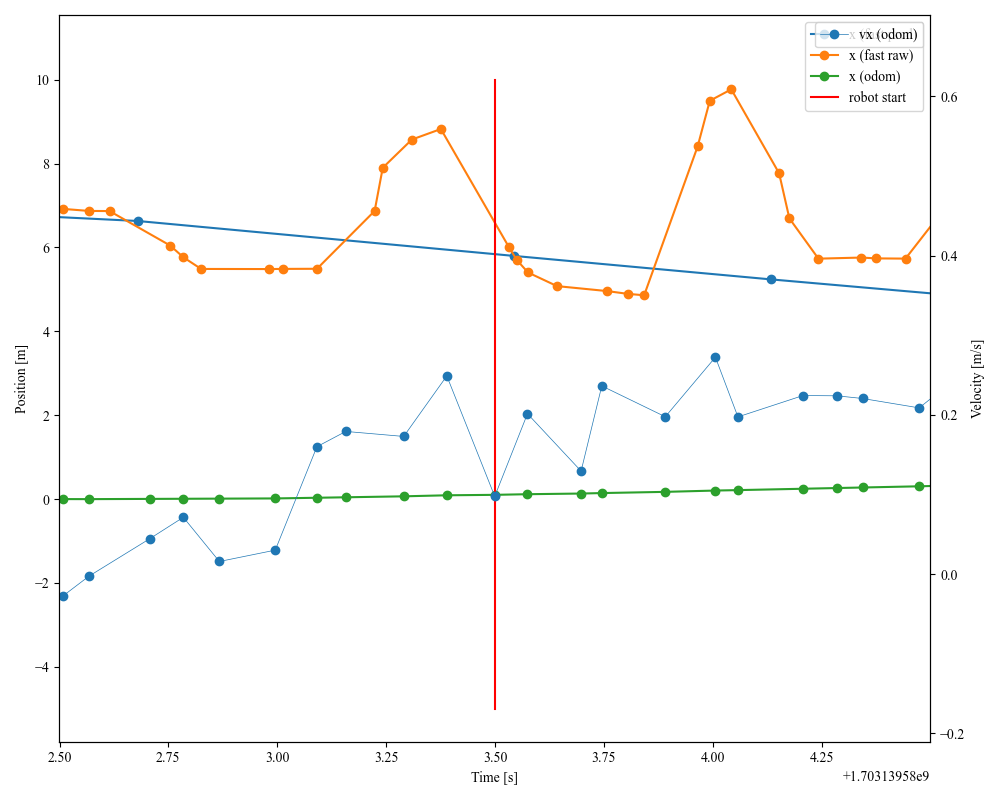 vx (odom)
x (fast raw)
x (odom)
robot start
10
8
6
4
2
0
−2
−4
Position [m]
0.6
0.4
0.2
0.0
−0.2
Velocity [m/s]
2.50
2.75
3.00
3.25
3.50
3.75
4.00
4.25
Time [s]
+1.70313958e9